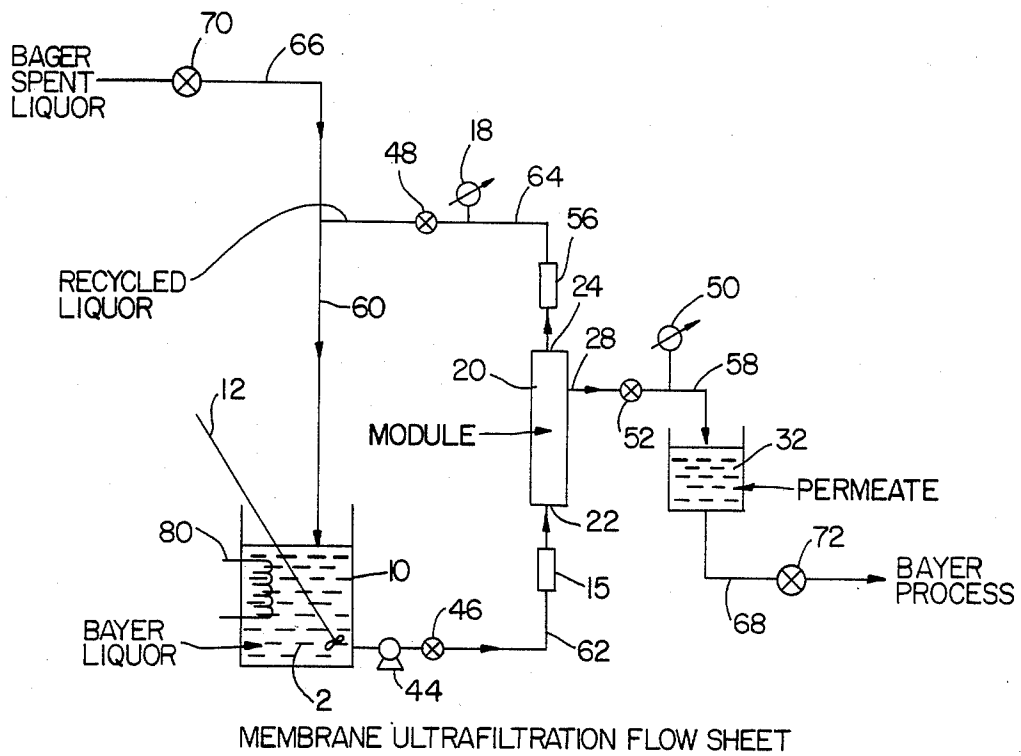 70
66
BAGER
SPENT
LIQUOR
18
48
64
56
RECYCLED
LIQUOR
60
24
50
28
20
58
12
MODULE
52
32
PERMEATE
22
80
10
15
72
BAYER
PROCESS
46
68
BAYER
LIQUOR
62
2
44
MEMBRANE ULTRAFILTRATION FLOW SHEET